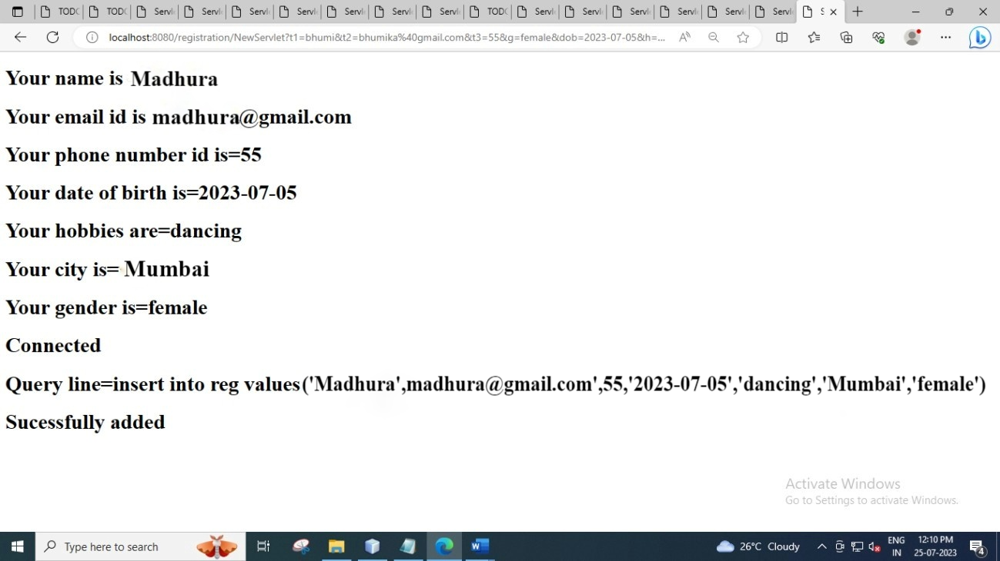 TODO TODO Servl Servl Servl Servl Servl Servl Servl TODO Servl Servl Servl Servl Servl Servl S
localhost:8080/registration/NewServlet?t1=bhumi&t2=bhumika%40gmail.com&t3=55&g=female&dob=2023-07-05&h=...
Your name is Madhura
Your email id is madhura@gmail.com
Your phone number id is=55
Your date of birth is=2023-07-05
Your hobbies are=dancing
Your city is= Mumbai
Your gender is=female
Connected
Query line=insert into reg values('Madhura',madhura@gmail.com',55,'2023-07-05','dancing','Mumbai','female')
Sucessfully added
Activate Windows
Go to Settings to activate Windows.
Type here to search
26°C Cloudy
ENG
IN
12:10 PM
25-07-2023
4